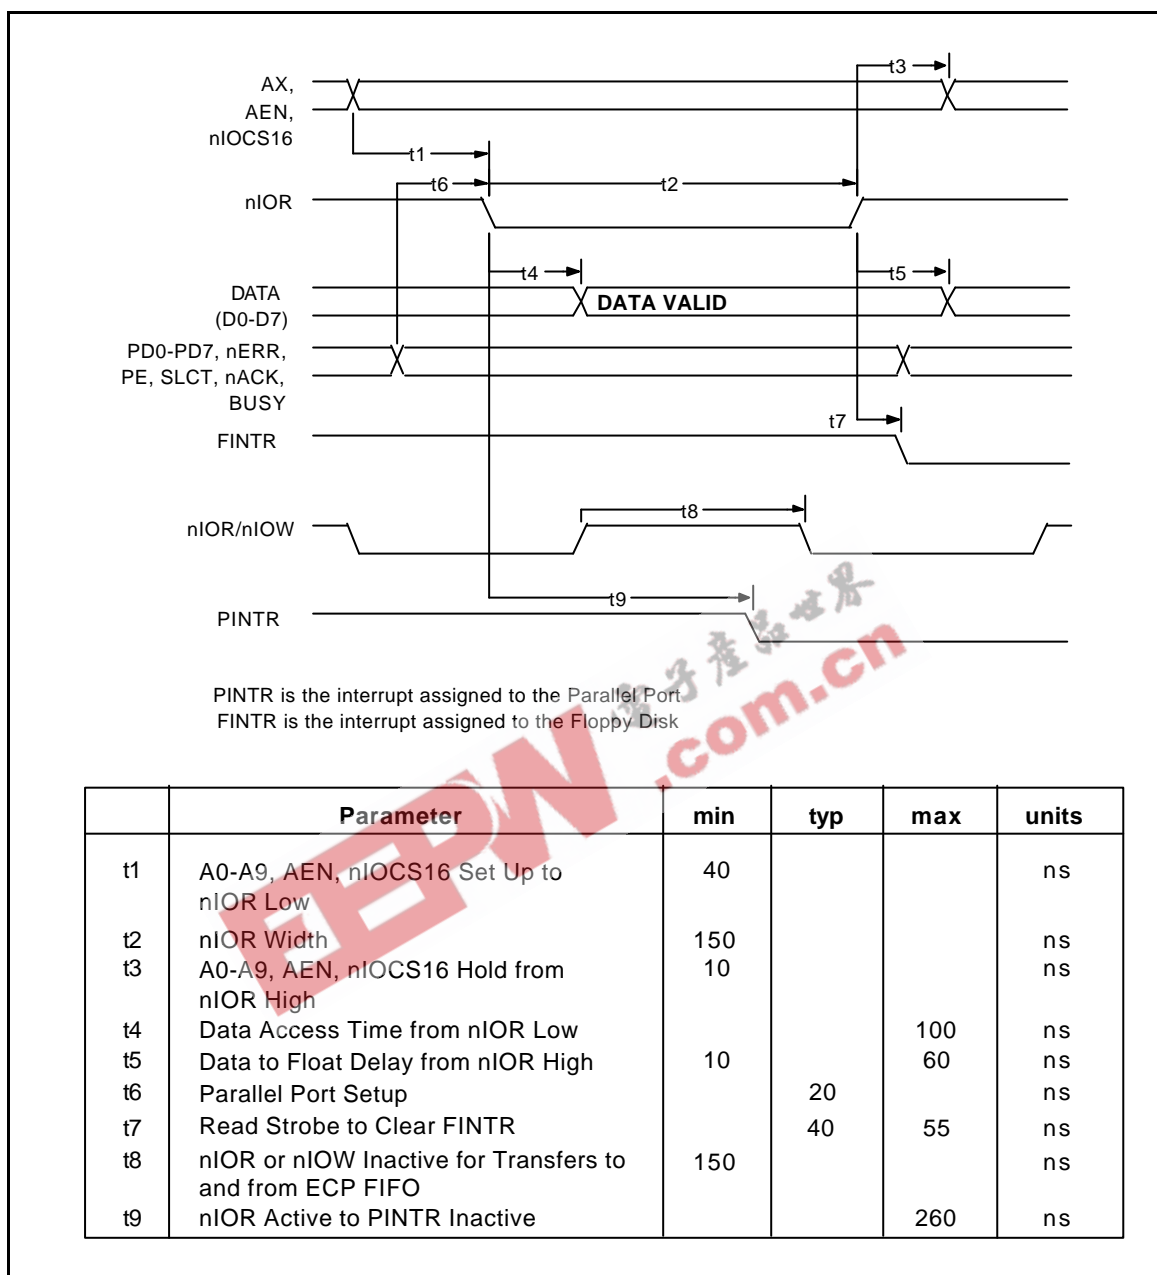 t3
AX,
AEN,
nIOCS16
t1
t6
t2
nIOR
t4
t5
DATA
(D0-D7)
DATA VALID
PD0-PD7, nERR,
PE, SLCT, nACK,
BUSY
t7
FINTR
t8
nIOR/nIOW
t9
PINTR
PINTR is the interrupt assigned to the Parallel Port
FINTR is the interrupt assigned to the Floppy Disk
EEPW .com.cn
電子產品世界
Parameter min typ max units
t1 A0-A9, AEN, nIOCS16 Set Up to 40 ns
nIOR Low
t2 nIOR Width 150 ns
t3 A0-A9, AEN, nIOCS16 Hold from 10 ns
nIOR High
t4 Data Access Time from nIOR Low 100 ns
t5 Data to Float Delay from nIOR High 10 60 ns
t6 Parallel Port Setup 20 ns
t7 Read Strobe to Clear FINTR 40 55 ns
t8 nIOR or nIOW Inactive for Transfers to 150 ns
and from ECP FIFO
t9 nIOR Active to PINTR Inactive 260 ns